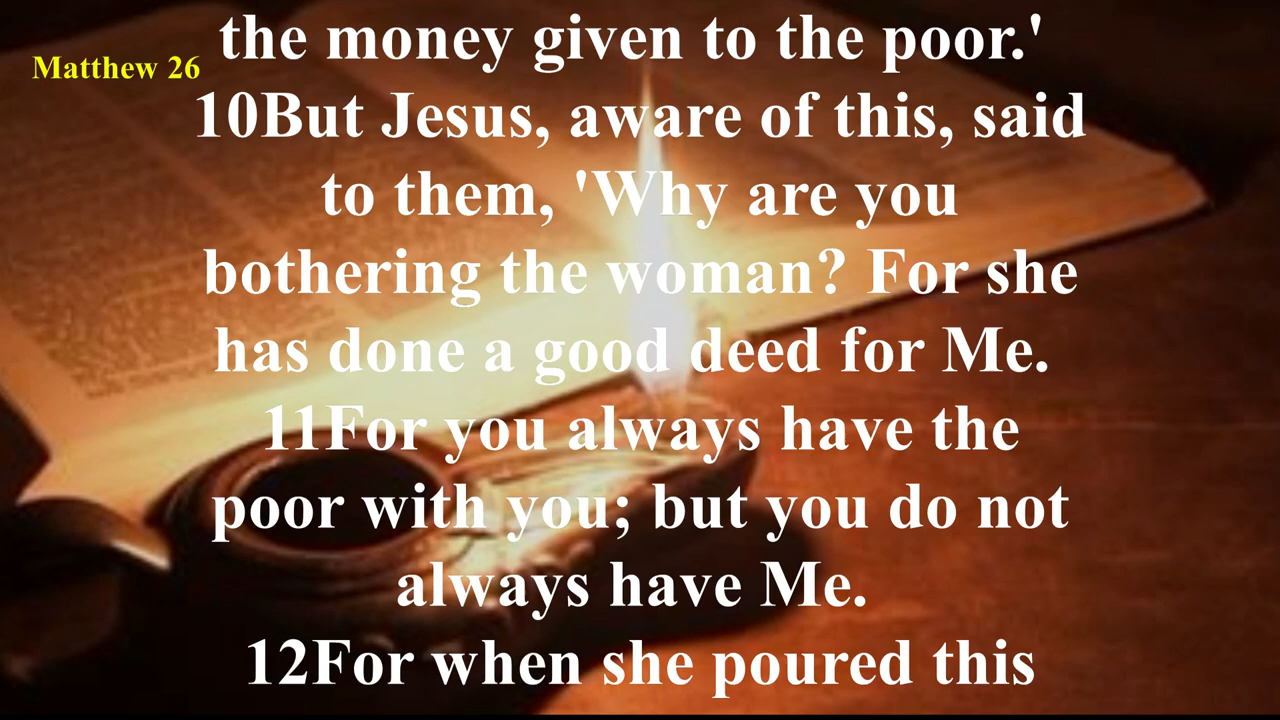 the money given to the poor.'
Matthew 26
10But Jesus, aware of this, said
to them, 'Why are you
bothering the woman? For she
has done a good deed for Me.
11For you always have the
poor with you; but you do not
always have Me.
12For when she poured this